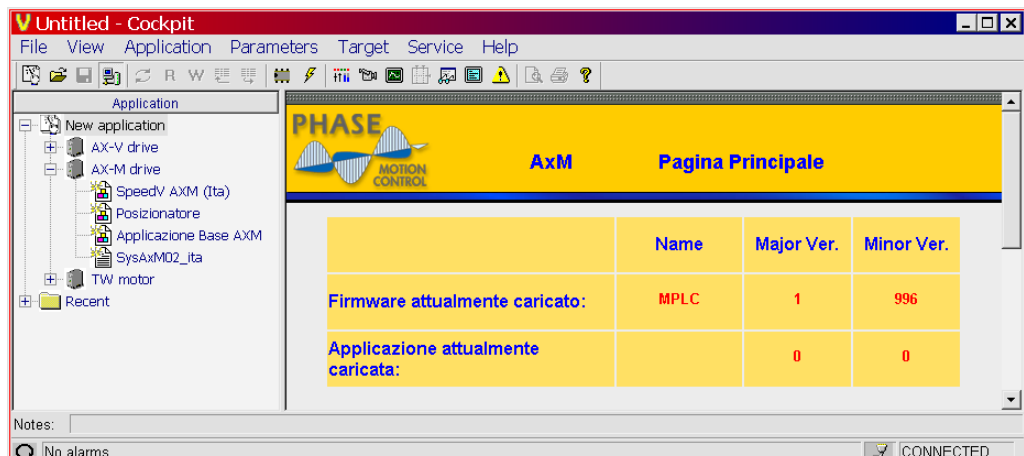 Untitled - Cockpit
File View Application Parameters Target Service Help
R W
Application
New application
AX-V drive
AX-M drive
SpeedV AXM (Ita)
Posizionatore
Applicazione Base AXM
SysAxM02_ita
TW motor
Recent
PHASE
MOTION
CONTROL
AxM Pagina Principale
Name Major Ver. Minor Ver.
Firmware attualmente caricato: MPLC 1 996
Applicazione attualmente
caricata: 0 0
Notes:
No alarms CONNECTED